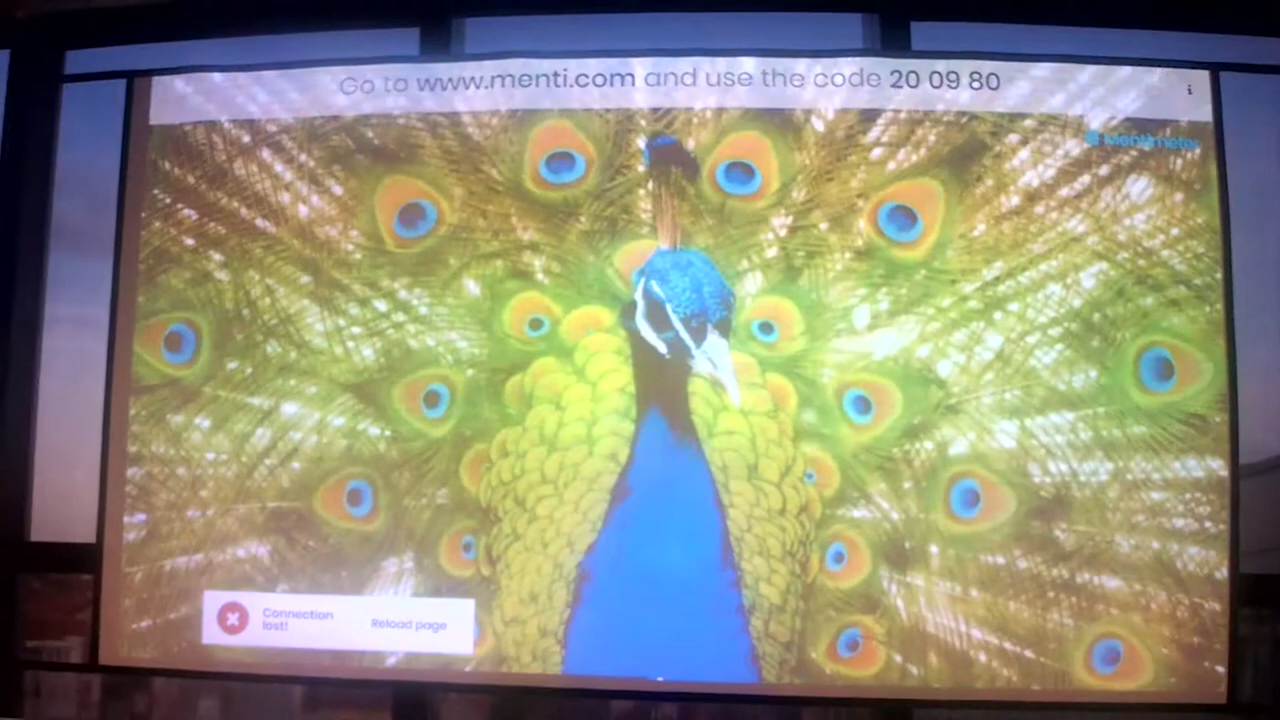 Go to www.menti.com and use the code 20 09 80
i
Mentimeter
Connection
lost!
Reload page